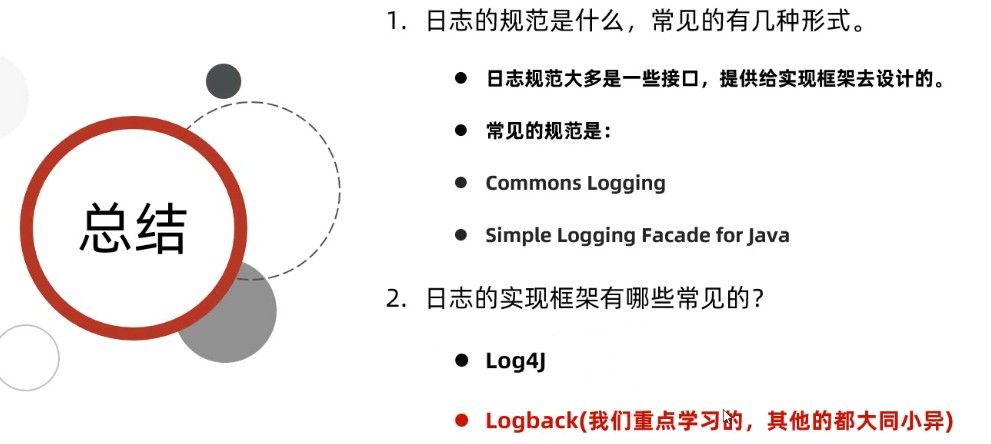 总结
1. 日志的规范是什么，常见的有几种形式。
● 日志规范大多是一些接口，提供给实现框架去设计的。
● 常见的规范是：
● Commons Logging
● Simple Logging Facade for Java
2. 日志的实现框架有哪些常见的？
● Log4J
● Logback(我们重点学习的，其他的都大同小异)